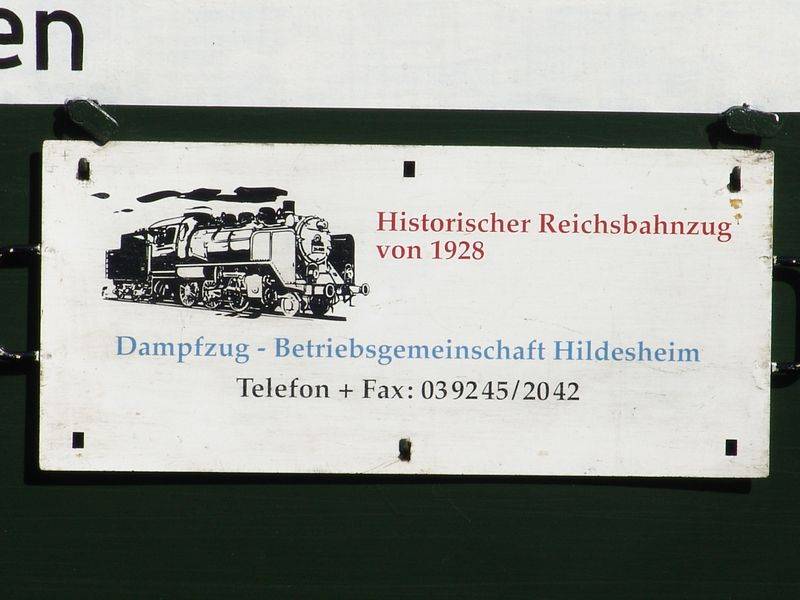 en
Historischer Reichsbahnzug
von 1928
Dampfzug - Betriebsgemeinschaft Hildesheim
Telefon + Fax: 039245/2042